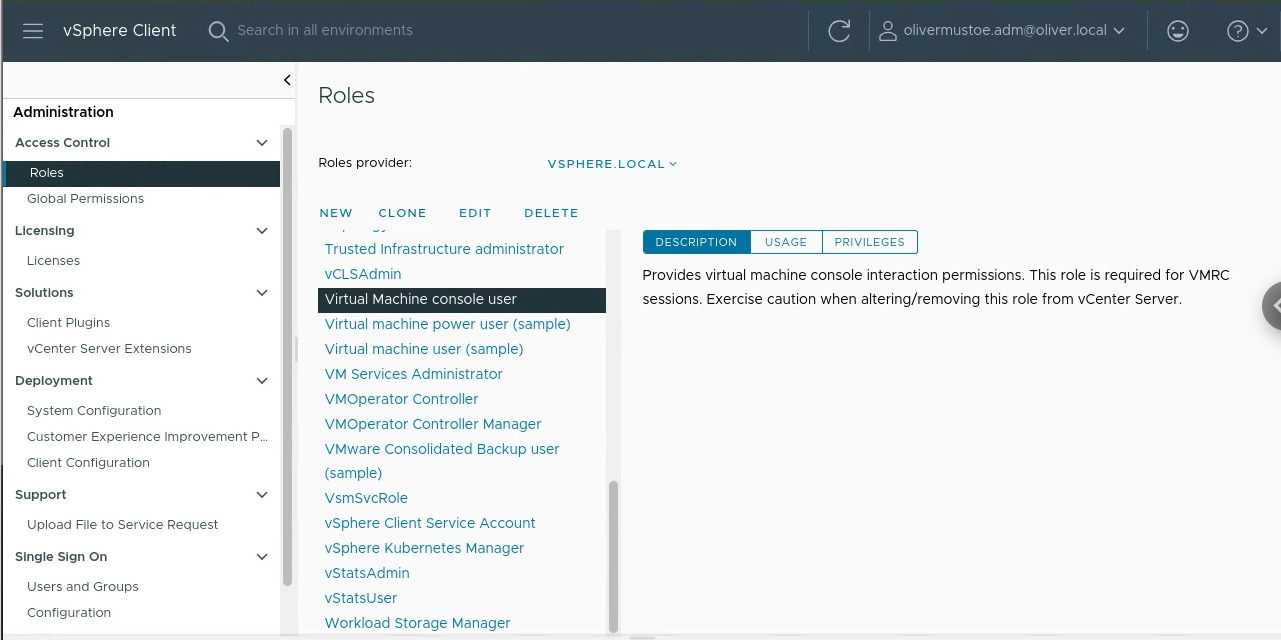 vSphere Client
Search in all environments
olivermustoe.adm@oliver.local
Administration
Access Control
Roles
Global Permissions
Licensing
Licenses
Solutions
Client Plugins
vCenter Server Extensions
Deployment
System Configuration
Customer Experience Improvement P...
Client Configuration
Support
Upload File to Service Request
Single Sign On
Users and Groups
Configuration
Roles
Roles provider:
VSPHERE.LOCAL
NEW CLONE EDIT DELETE
Trusted Infrastructure administrator
vCLSAdmin
Virtual Machine console user
Virtual machine power user (sample)
Virtual machine user (sample)
VM Services Administrator
VMOperator Controller
VMOperator Controller Manager
VMware Consolidated Backup user
(sample)
VsmSvcRole
vSphere Client Service Account
vSphere Kubernetes Manager
vStatsAdmin
vStatsUser
Workload Storage Manager
DESCRIPTION USAGE PRIVILEGES
Provides virtual machine console interaction permissions. This role is required for VMRC
sessions. Exercise caution when altering/removing this role from vCenter Server.